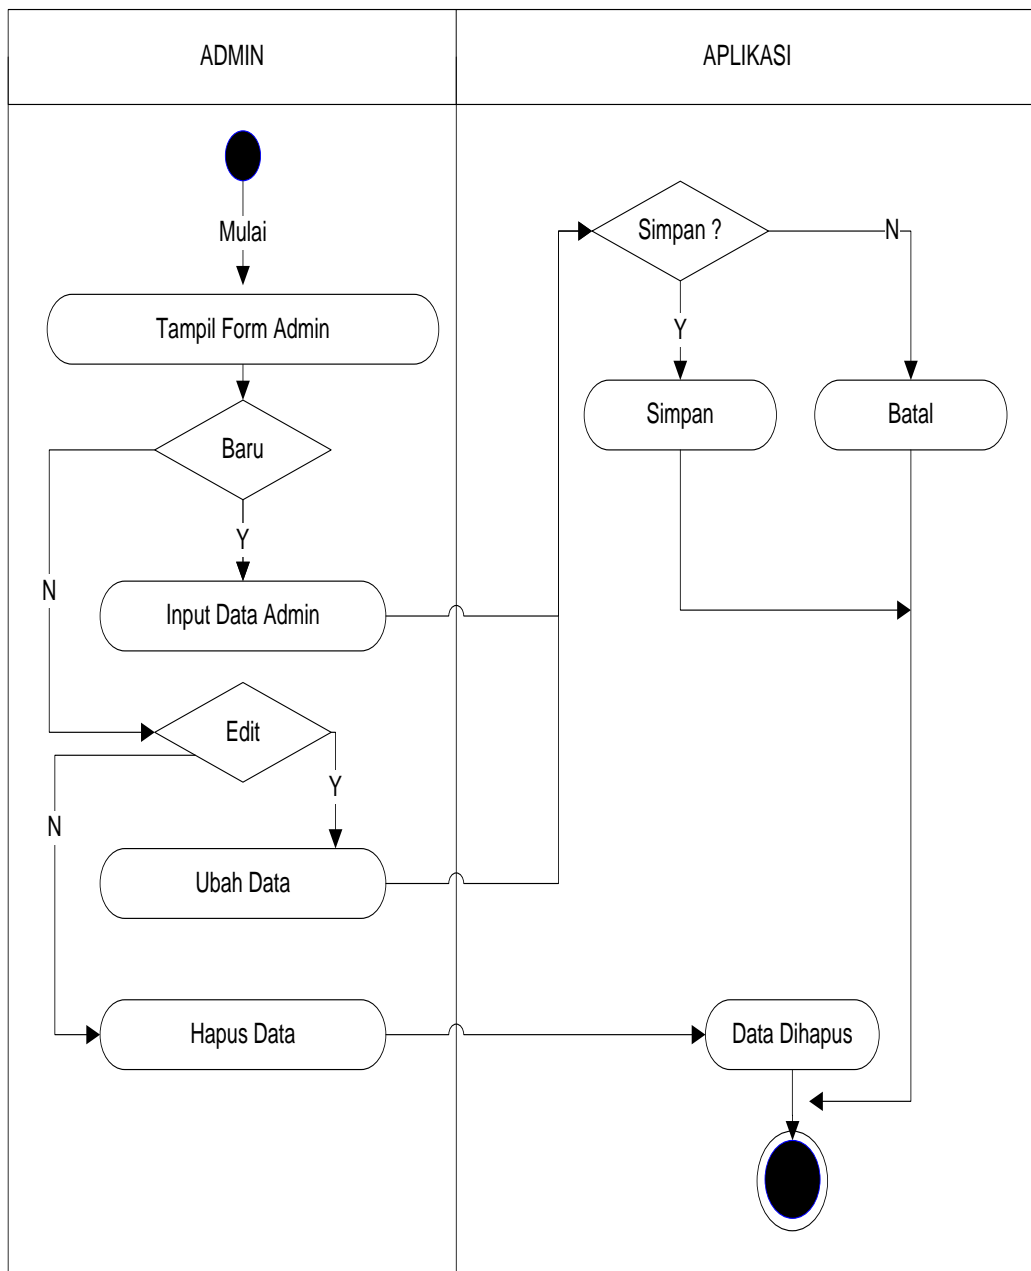 ADMIN
APLIKASI
Mulai
Tampil Form Admin
Baru
Y
N
Input Data Admin
Edit
Y
N
Ubah Data
Hapus Data
Simpan ?
N
Y
Simpan
Batal
Data Dihapus